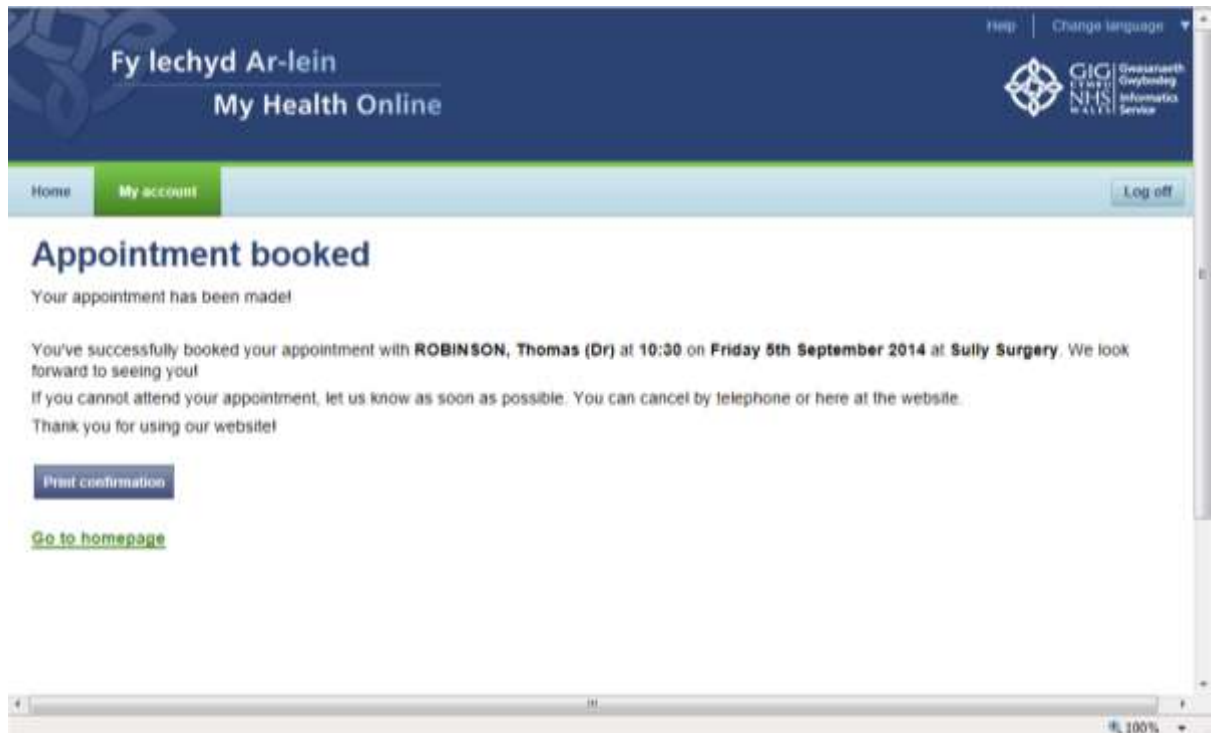 Help | Change language
Fy Iechyd Ar-lein
My Health Online
GIG
CYMRU
NHS
WALES
Gwasanaeth
Gwybodeg
Informatics
Service
Home
My account
Log off
Appointment booked
Your appointment has been made!
You've successfully booked your appointment with ROBINSON, Thomas (Dr) at 10:30 on Friday 5th September 2014 at Sully Surgery. We look
forward to seeing you!
If you cannot attend your appointment, let us know as soon as possible. You can cancel by telephone or here at the website.
Thank you for using our website!
Print confirmation
Go to homepage
100%